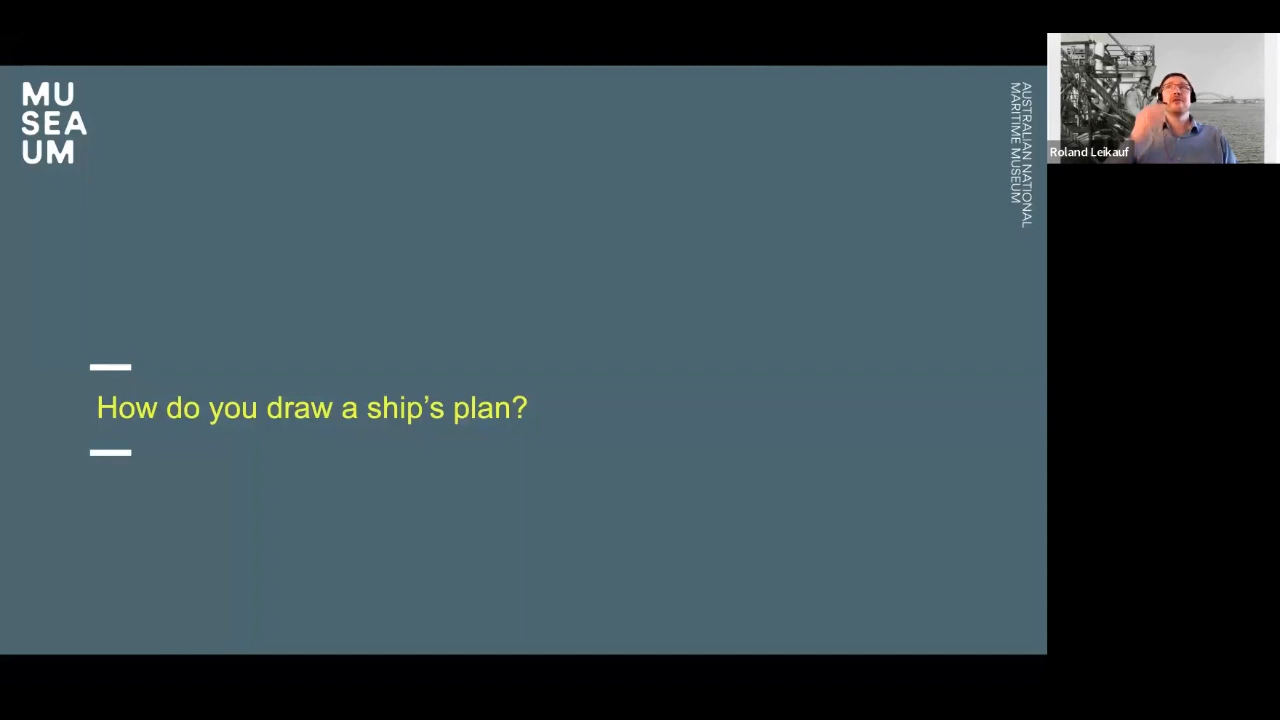 MU
SEA
UM
AUSTRALIAN NATIONAL
MARITIME MUSEUM
Roland Leikauf
How do you draw a ship’s plan?